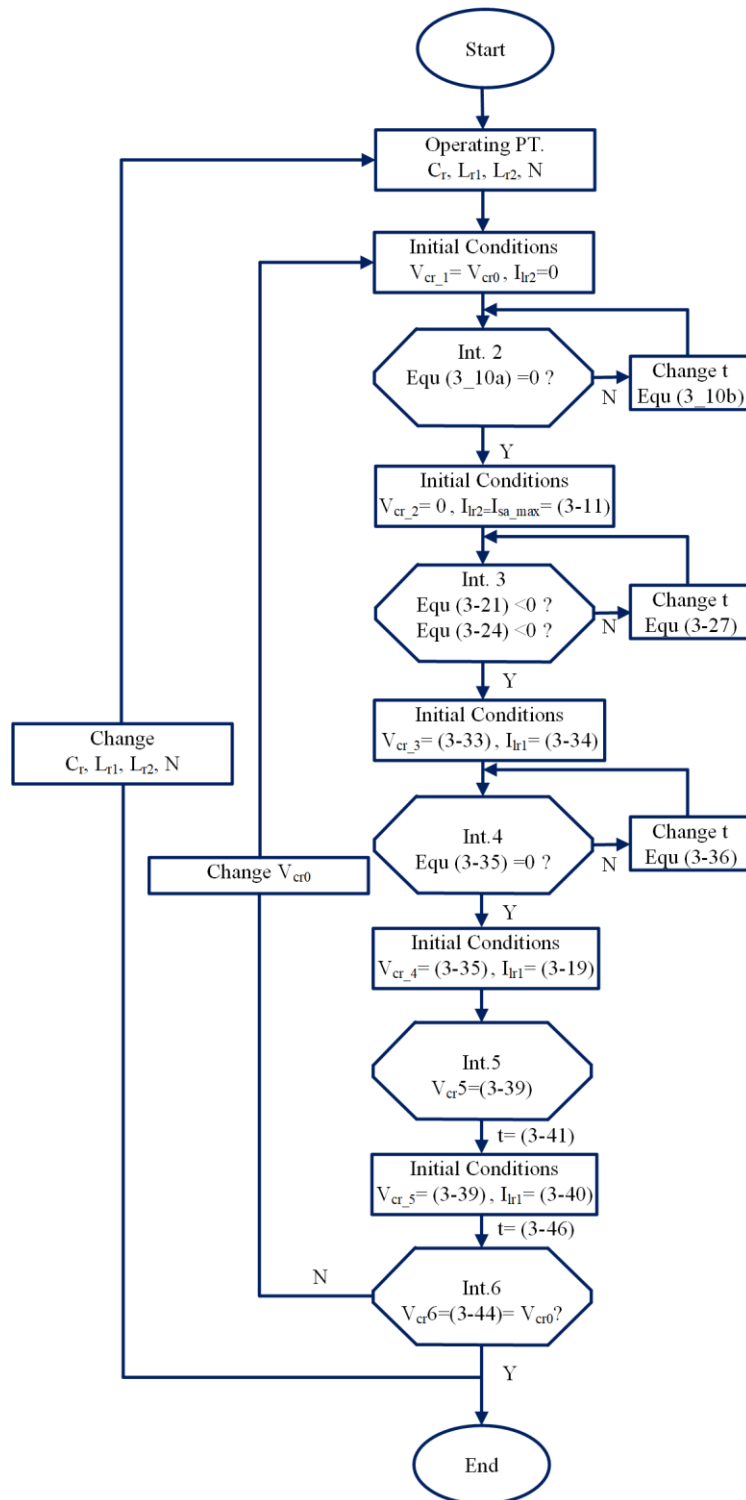 Start
Operating PT.
Cr, Lr1, Lr2, N
Initial Conditions
Vcr_1= Vcr0 , Ilr2=0
Int. 2
Equ (3_10a) =0 ?
N
Change t
Equ (3_10b)
Y
Initial Conditions
Vcr_2= 0 , Ilr2=Isa_max= (3-11)
Int. 3
Equ (3-21) <0 ?
Equ (3-24) <0 ?
N
Change t
Equ (3-27)
Y
Initial Conditions
Vcr_3= (3-33) , Ilr1= (3-34)
Change
Cr, Lr1, Lr2, N
Int.4
Equ (3-35) =0 ?
N
Change t
Equ (3-36)
Change Vcr0
Y
Initial Conditions
Vcr_4= (3-35) , Ilr1= (3-19)
Int.5
Vcr5=(3-39)
t= (3-41)
Initial Conditions
Vcr_5= (3-39) , Ilr1= (3-40)
t= (3-46)
N
Int.6
Vcr6=(3-44)= Vcr0?
Y
End